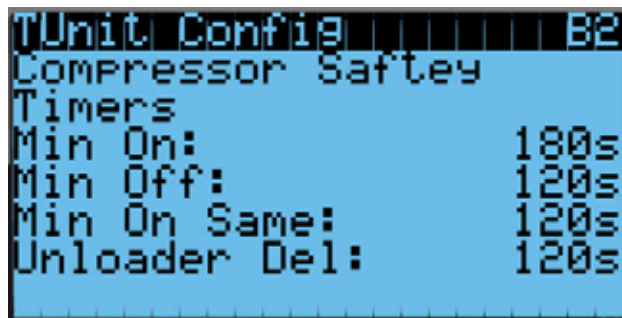 TUnit Config B2
Compressor Saftey
Timers
Min On: 180s
Min Off: 120s
Min On Same: 120s
Unloader Del: 120s